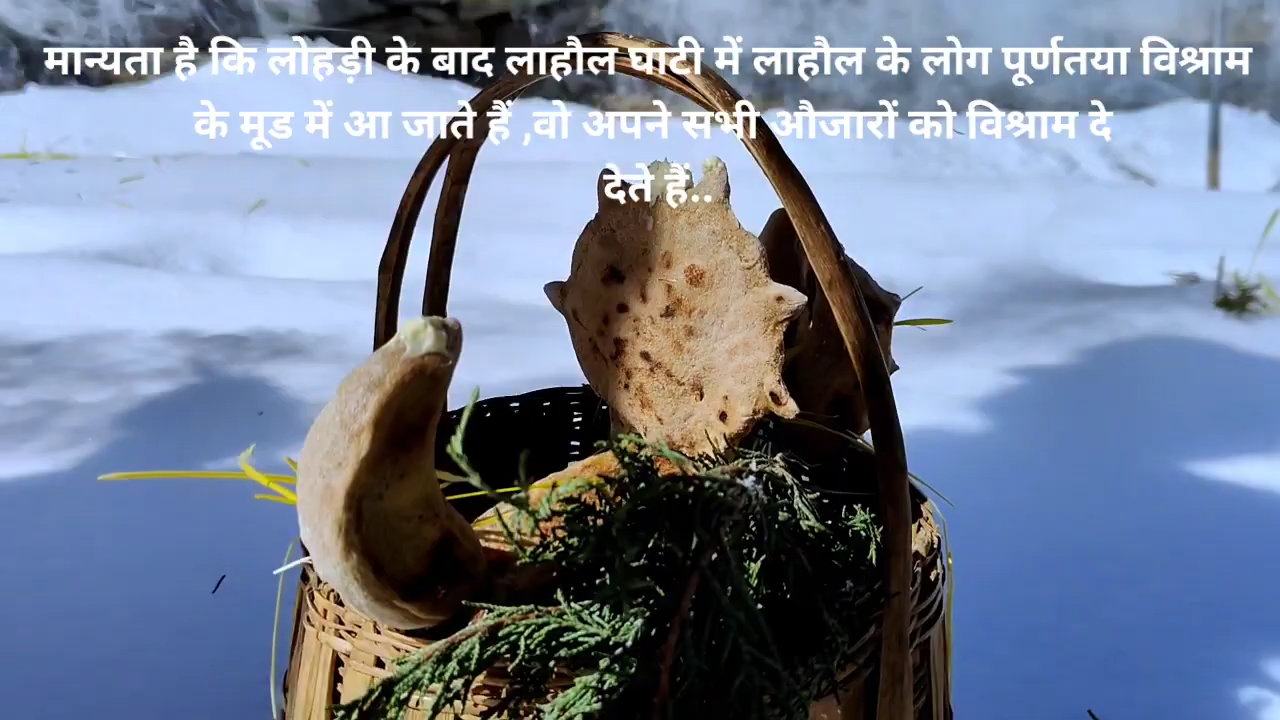 मान्यता है कि लोहड़ी के बाद लाहौल घाटी में लाहौल के लोग पूर्णतया विश्राम
के मूड में आ जाते हैं ,वो अपने सभी औजारों को विश्राम दे
देते हैं..